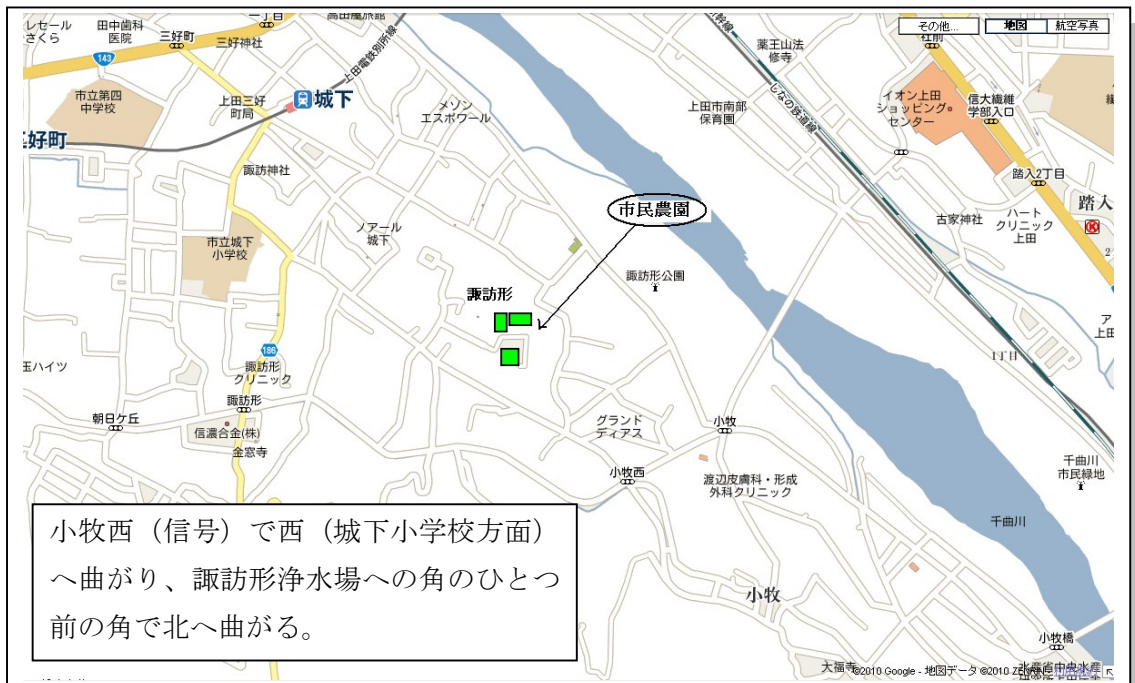 レセール
さくら
田中歯科
医院
三好町
一丁目
三好神社
高田屋旅館
143
上田電鉄別所線
市立第四
中学校
上田三好
町局
城下
メゾン
エスポワール
三好町
諏訪神社
市立城下
小学校
ノアール
城下
諏訪形
市民農園
諏訪形公園
その他...
地図
航空写真
薬王山法
修寺
しなの鉄道線
上田市南部
保育園
イオン上田
ショッピング
センター
信大繊維
学部入口
踏入2丁目
踏入
古家神社
ハート
クリニック
上田
1丁目
186
諏訪形
クリニック
玉ハイツ
諏訪形
朝日ケ丘
信濃合金(株)
金窓寺
グランド
ディアス
小牧
小牧西
渡辺皮膚科・形成
外科クリニック
千曲川
市民緑地
千曲川
小牧
小牧橋
大福寺
©2010 Google - 地図データ ©2010
小牧西（信号）で西（城下小学校方面）
へ曲がり、諏訪形浄水場への角のひとつ
前の角で北へ曲がる。